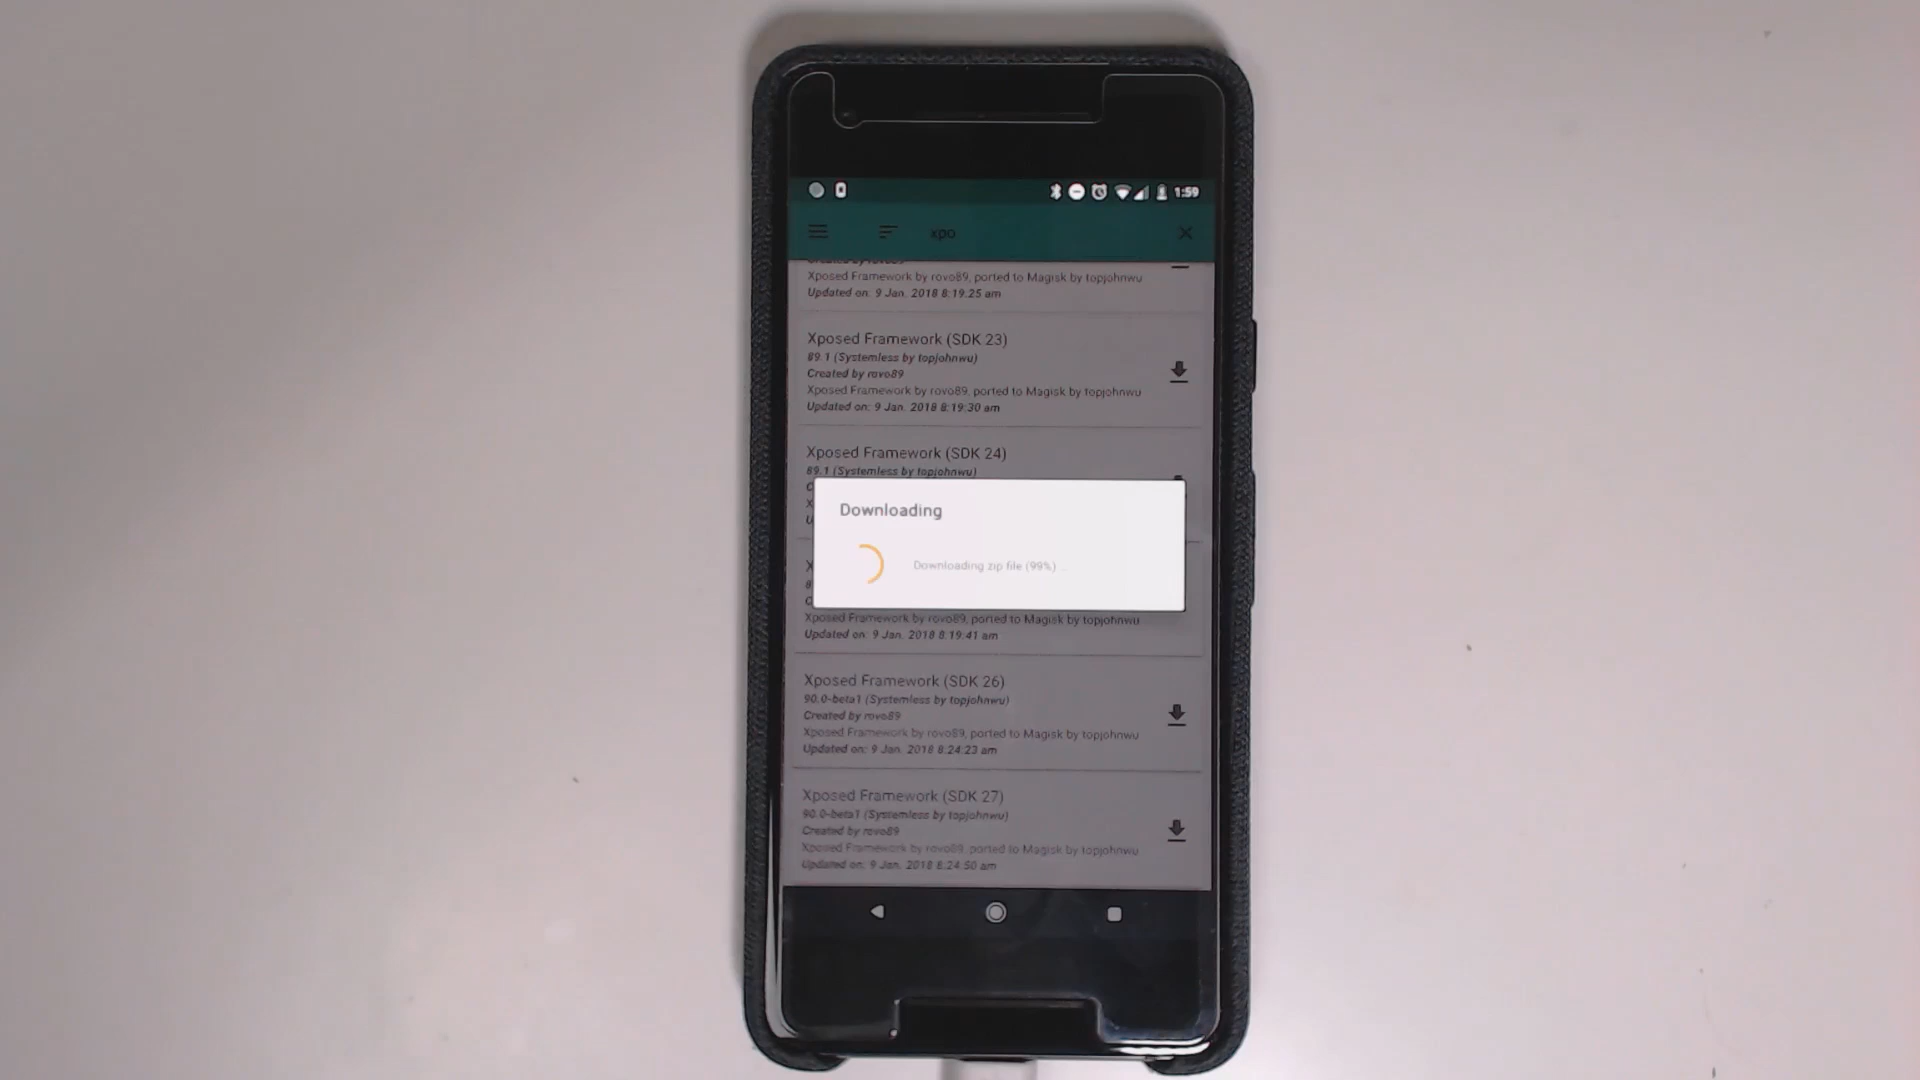 1:59
xpo
Created by rovo89
Xposed Framework by rovo89, ported to Magisk by topjohnwu
Updated on: 9 Jan. 2018 8:19:25 am
Xposed Framework (SDK 23)
89.1 (Systemless by topjohnwu)
Created by rovo89
Xposed Framework by rovo89, ported to Magisk by topjohnwu
Updated on: 9 Jan. 2018 8:19:30 am
Xposed Framework (SDK 24)
89.1 (Systemless by topjohnwu)
Downloading
Downloading zip file (99%) ...
Xposed Framework by rovo89, ported to Magisk by topjohnwu
Updated on: 9 Jan. 2018 8:19:41 am
Xposed Framework (SDK 26)
90.0-beta1 (Systemless by topjohnwu)
Created by rovo89
Xposed Framework by rovo89, ported to Magisk by topjohnwu
Updated on: 9 Jan. 2018 8:24:23 am
Xposed Framework (SDK 27)
90.0-beta1 (Systemless by topjohnwu)
Created by rovo89
Xposed Framework by rovo89, ported to Magisk by topjohnwu
Updated on: 9 Jan. 2018 8:24:50 am